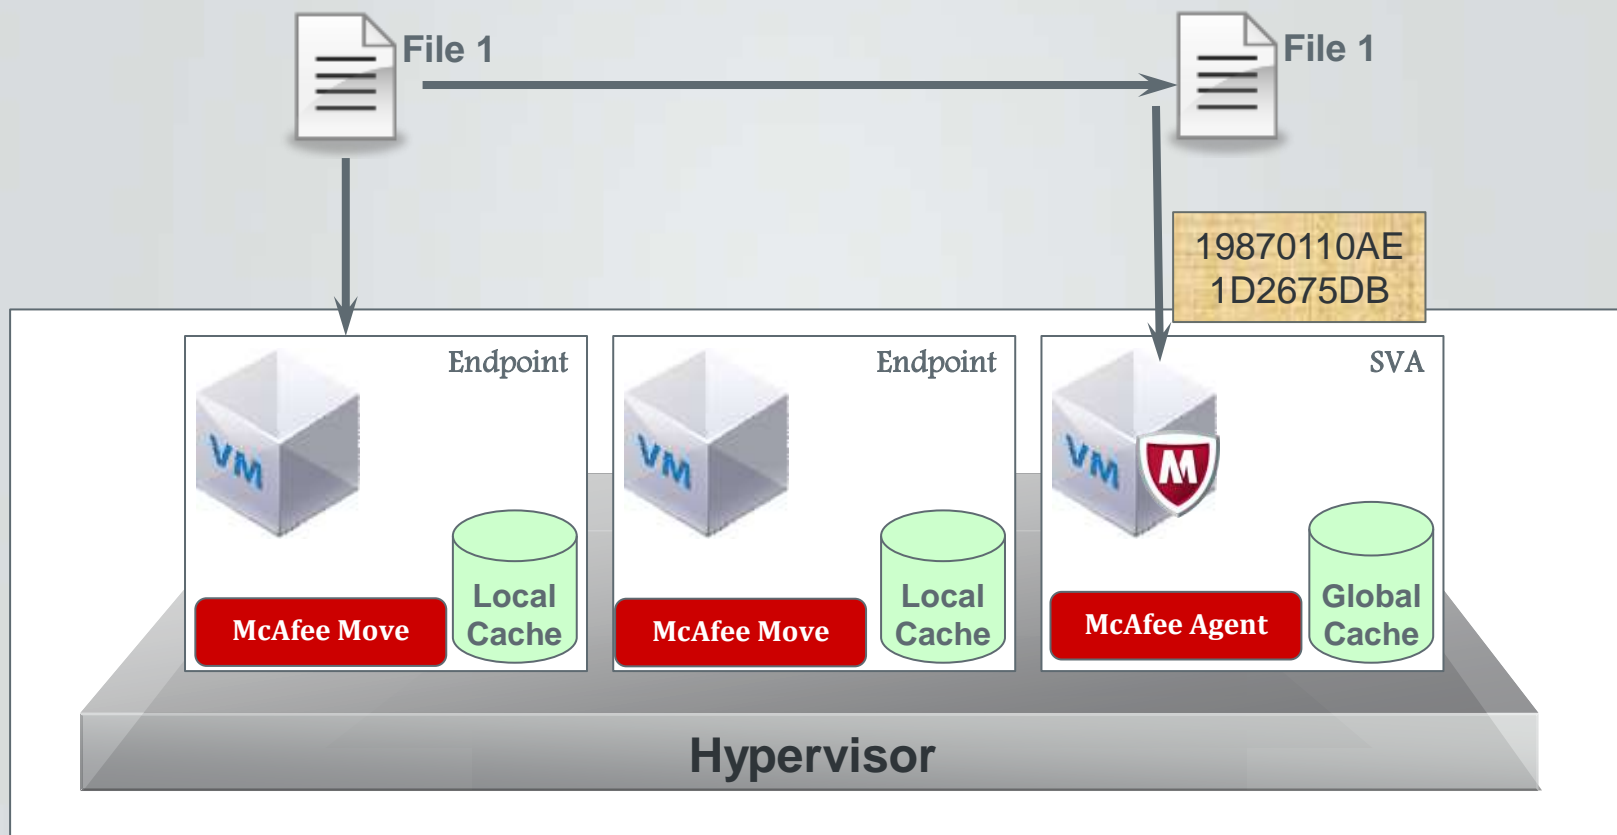 File 1
File 1
19870110AE
1D2675DB
Endpoint
Endpoint
SVA
VM
VM
VM
M
Local
Cache
Local
Cache
Global
Cache
McAfee Move
McAfee Move
McAfee Agent
Hypervisor